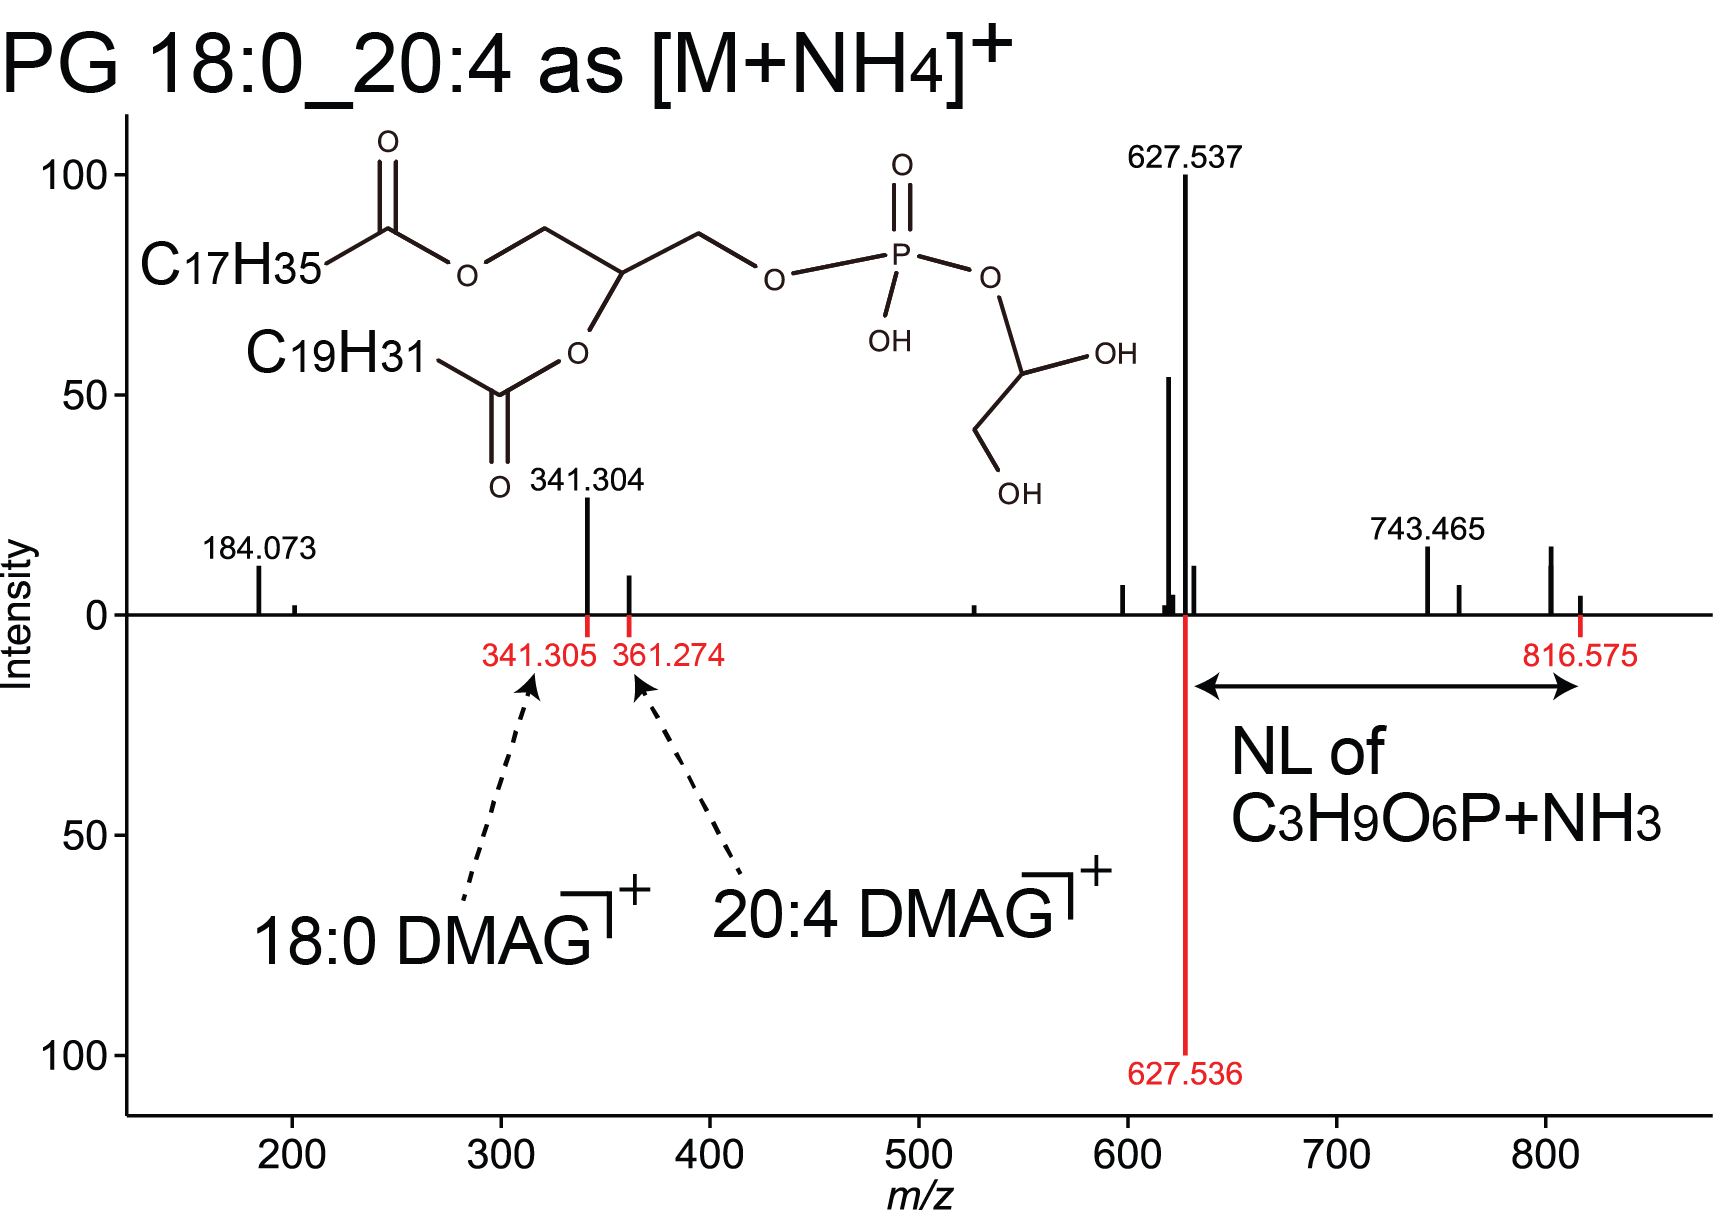 PG 18:0_20:4 as [M+NH4]+
O
O
C17H35
O
O
P
O
OH
C19H31
O
OH
O
OH
627.537
341.304
184.073
743.465
100
50
0
50
100
Intensity
341.305
361.274
816.575
NL of
C3H9O6P+NH3
18:0 DMAG+
20:4 DMAG+
627.536
200
300
400
500
600
700
800
m/z